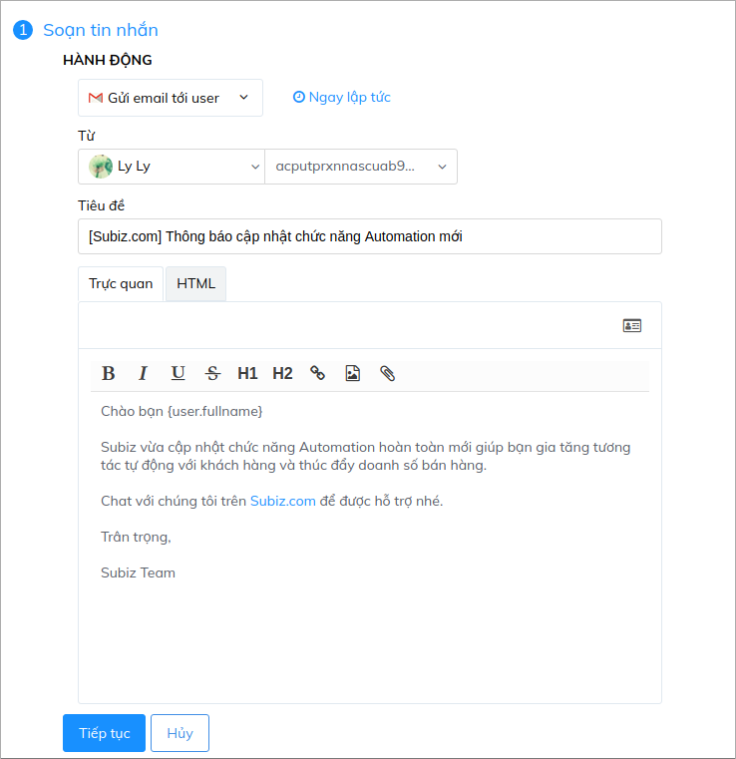 1 Soạn tin nhắn
HÀNH ĐỘNG
Gửi email tới user
Ngay lập tức
Từ
Ly Ly
acputprxnnascuab9...
Tiêu đề
[Subiz.com] Thông báo cập nhật chức năng Automation mới
Trực quan HTML
B I U S H1 H2
Chào bạn {user.fullname}
Subiz vừa cập nhật chức năng Automation hoàn toàn mới giúp bạn gia tăng tương
tác tự động với khách hàng và thúc đẩy doanh số bán hàng.
Chat với chúng tôi trên Subiz.com để được hỗ trợ nhé.
Trân trọng,
Subiz Team
Tiếp tục Hủy